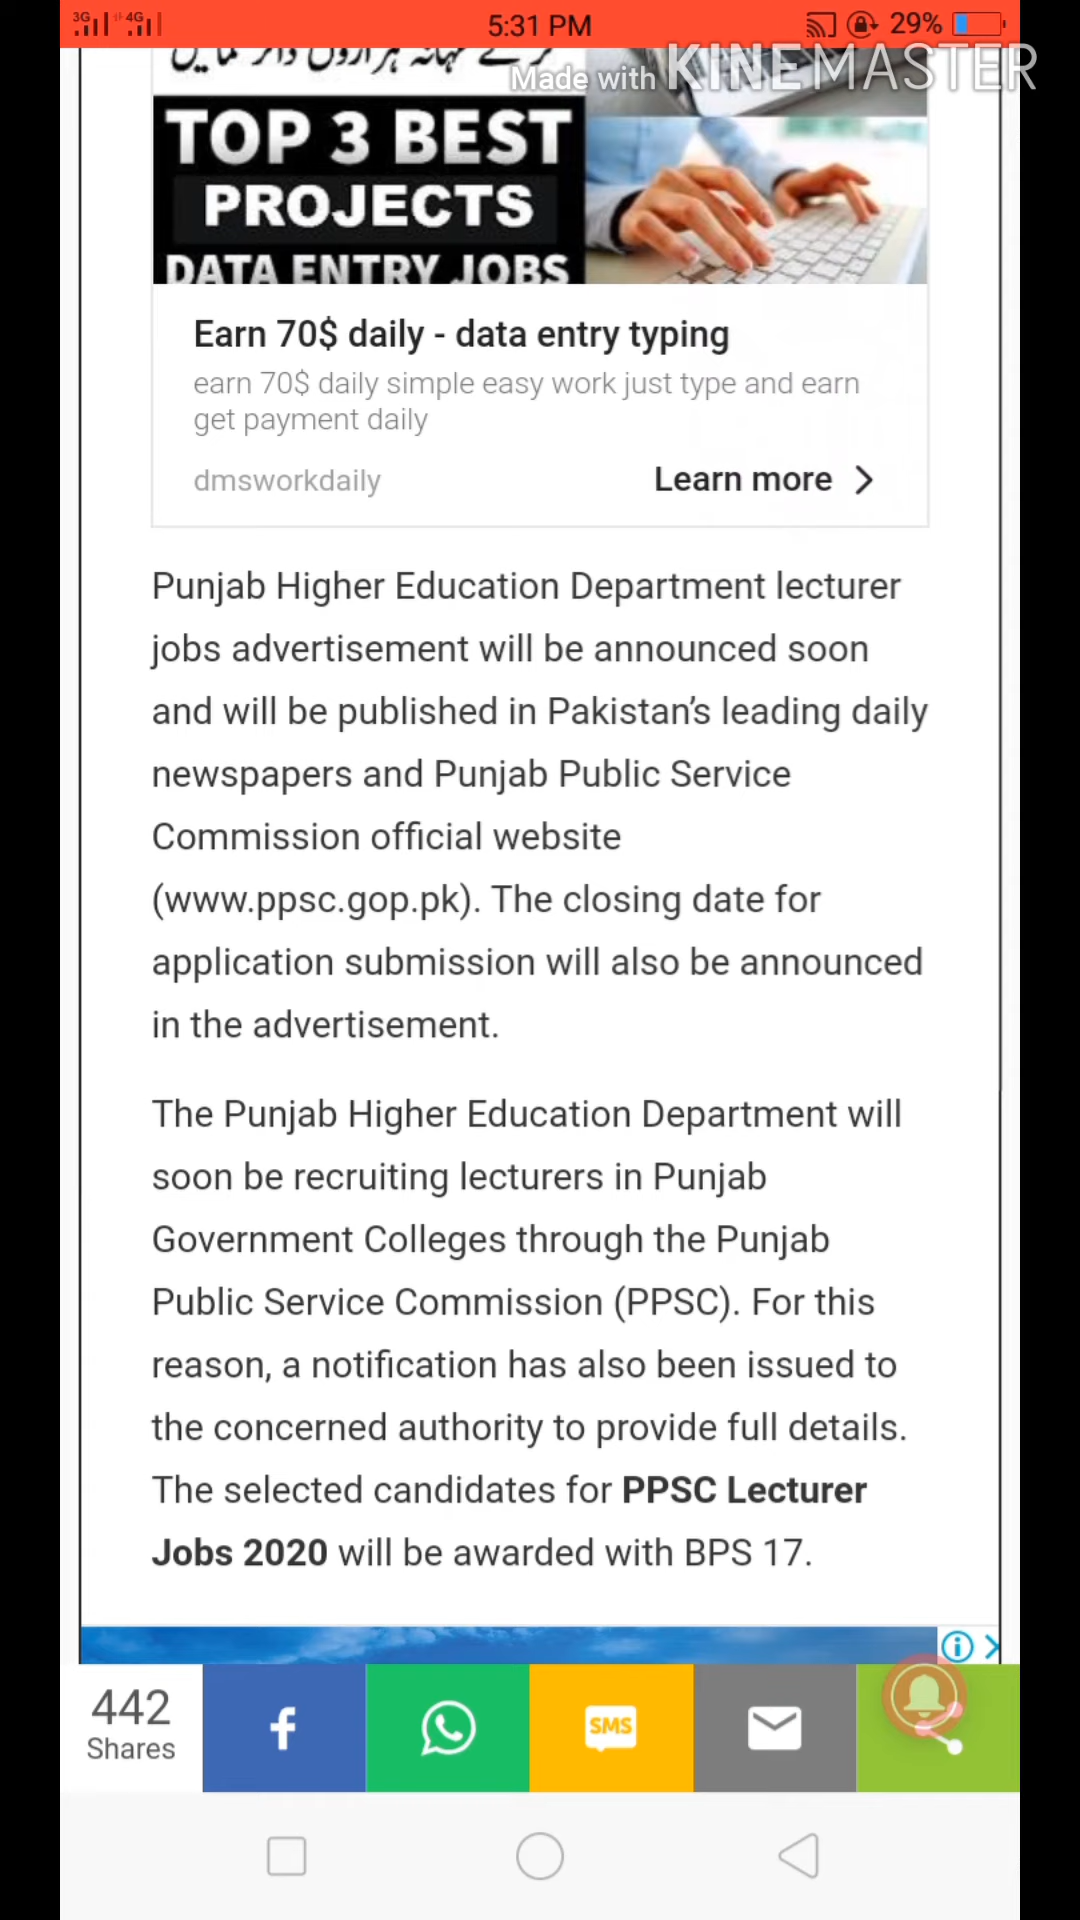 3G 4G 5:31 PM 29%
Made with KINEMASTER
TOP 3 BEST
PROJECTS
DATA ENTRY JOBS
Earn 70$ daily - data entry typing
earn 70$ daily simple easy work just type and earn
get payment daily
dmsworkdaily Learn more
Punjab Higher Education Department lecturer
jobs advertisement will be announced soon
and will be published in Pakistan's leading daily
newspapers and Punjab Public Service
Commission official website
(www.ppsc.gop.pk). The closing date for
application submission will also be announced
in the advertisement.
The Punjab Higher Education Department will
soon be recruiting lecturers in Punjab
Government Colleges through the Punjab
Public Service Commission (PPSC). For this
reason, a notification has also been issued to
the concerned authority to provide full details.
The selected candidates for PPSC Lecturer
Jobs 2020 will be awarded with BPS 17.
442
Shares
SMS